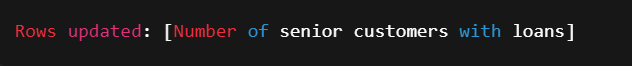 Rows updated: [Number of senior customers with loans]